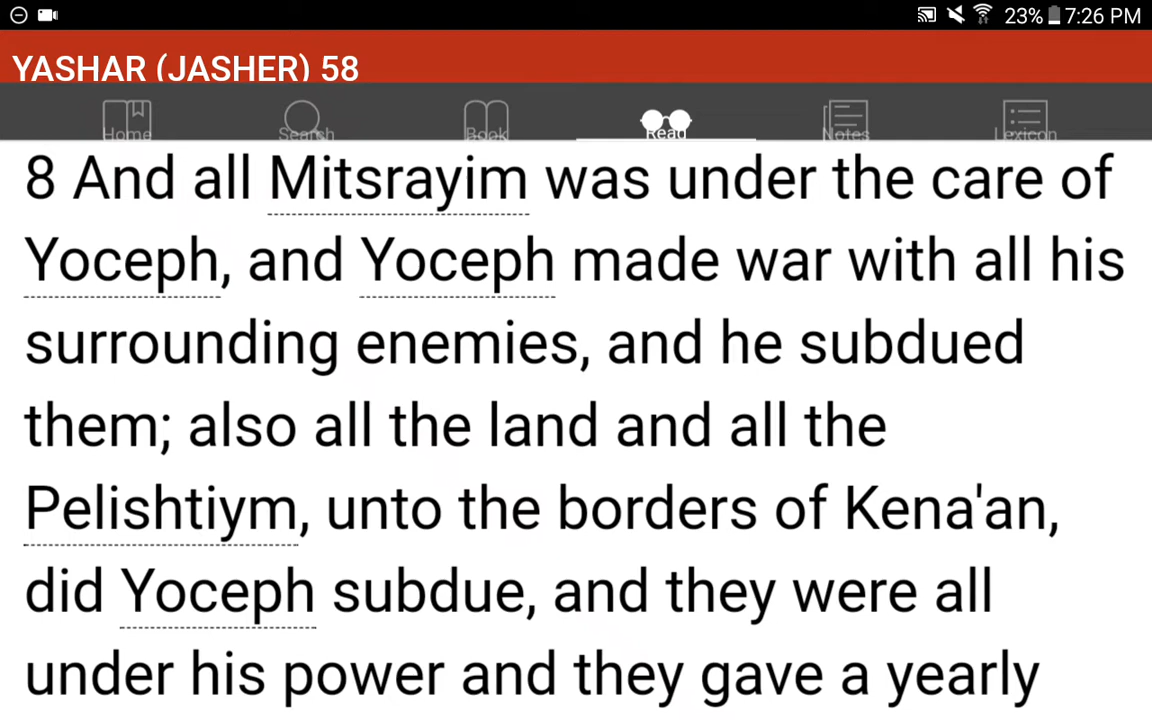 23% 7:26 PM
YASHAR (JASHER) 58
Home Search Book Read Notes Lexicon
8 And all Mitsrayim was under the care of
Yoceph, and Yoceph made war with all his
surrounding enemies, and he subdued
them; also all the land and all the
Pelishtiym, unto the borders of Kena'an,
did Yoceph subdue, and they were all
under his power and they gave a yearly